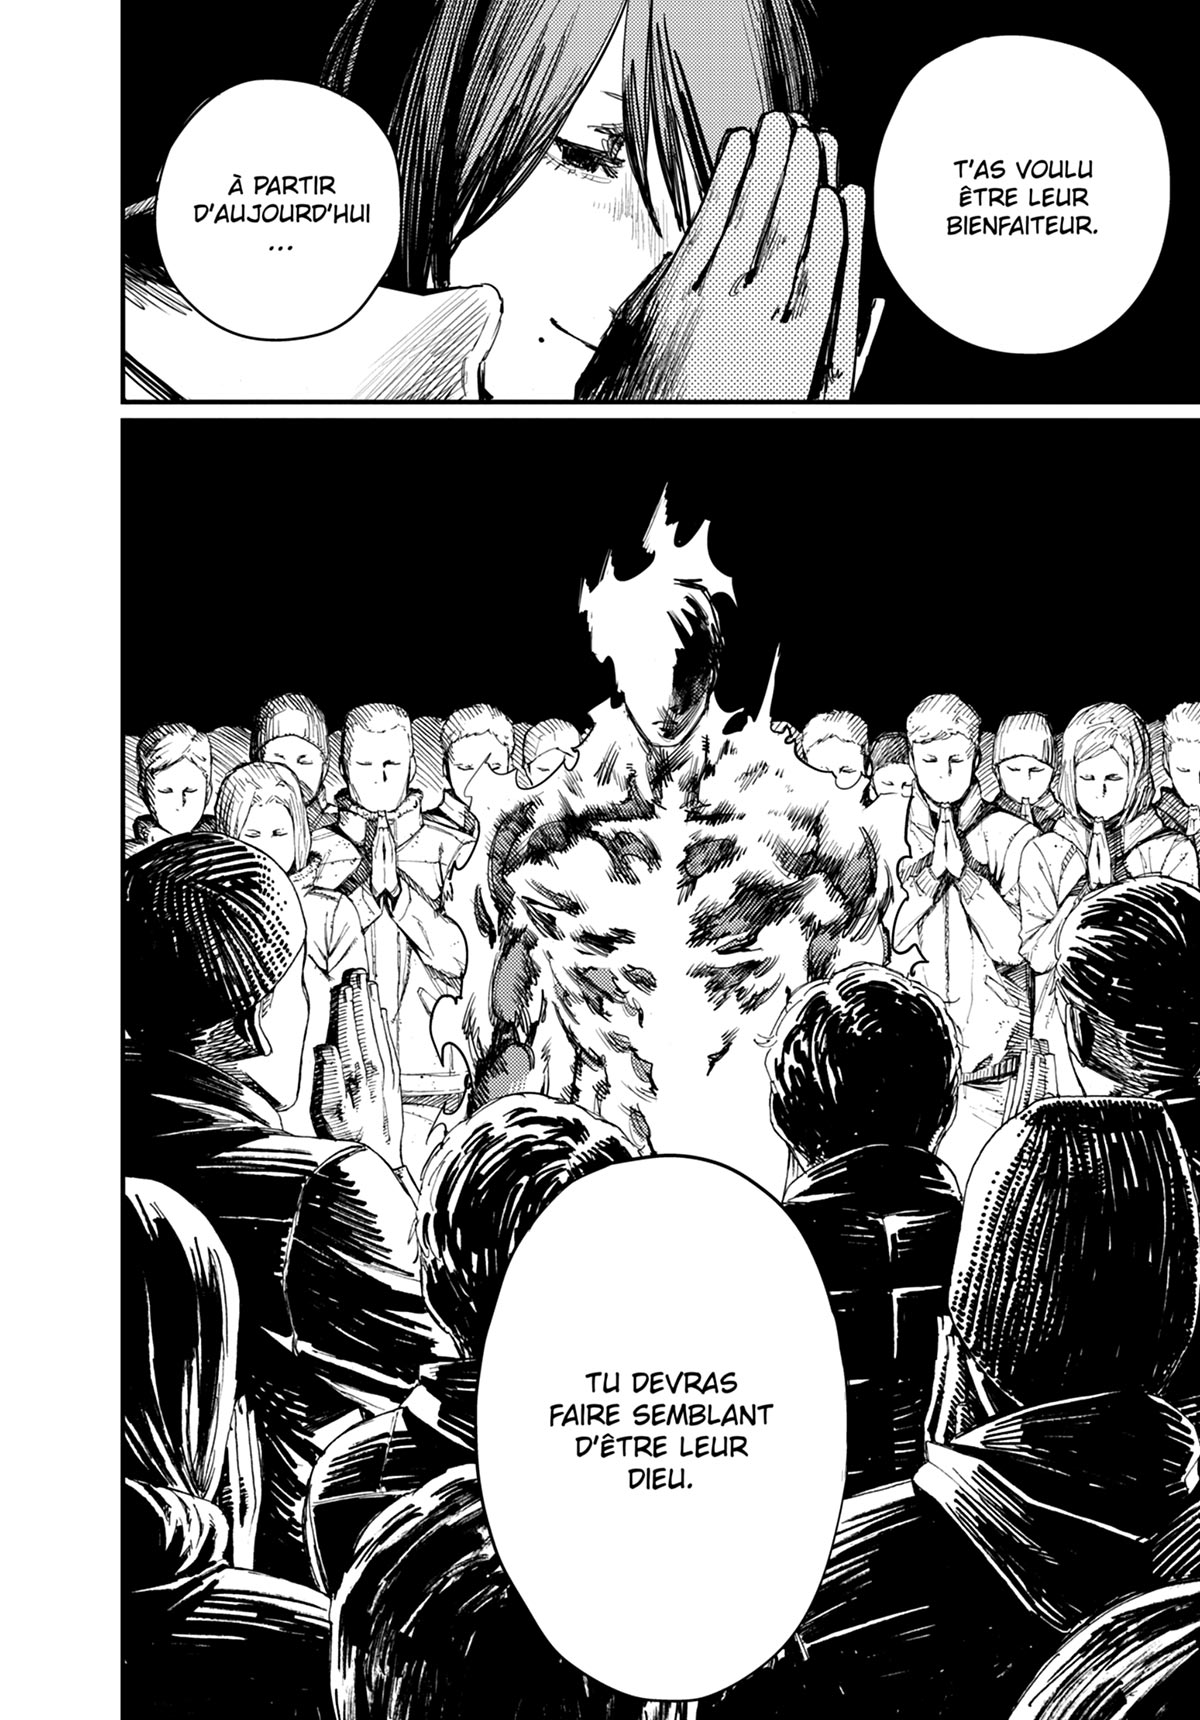 T'AS VOULU
ÊTRE LEUR
BIENFAITEUR.
À PARTIR
D'AUJOURD'HUI
...
TU DEVRAS
FAIRE SEMBLANT
D'ÊTRE LEUR
DIEU.